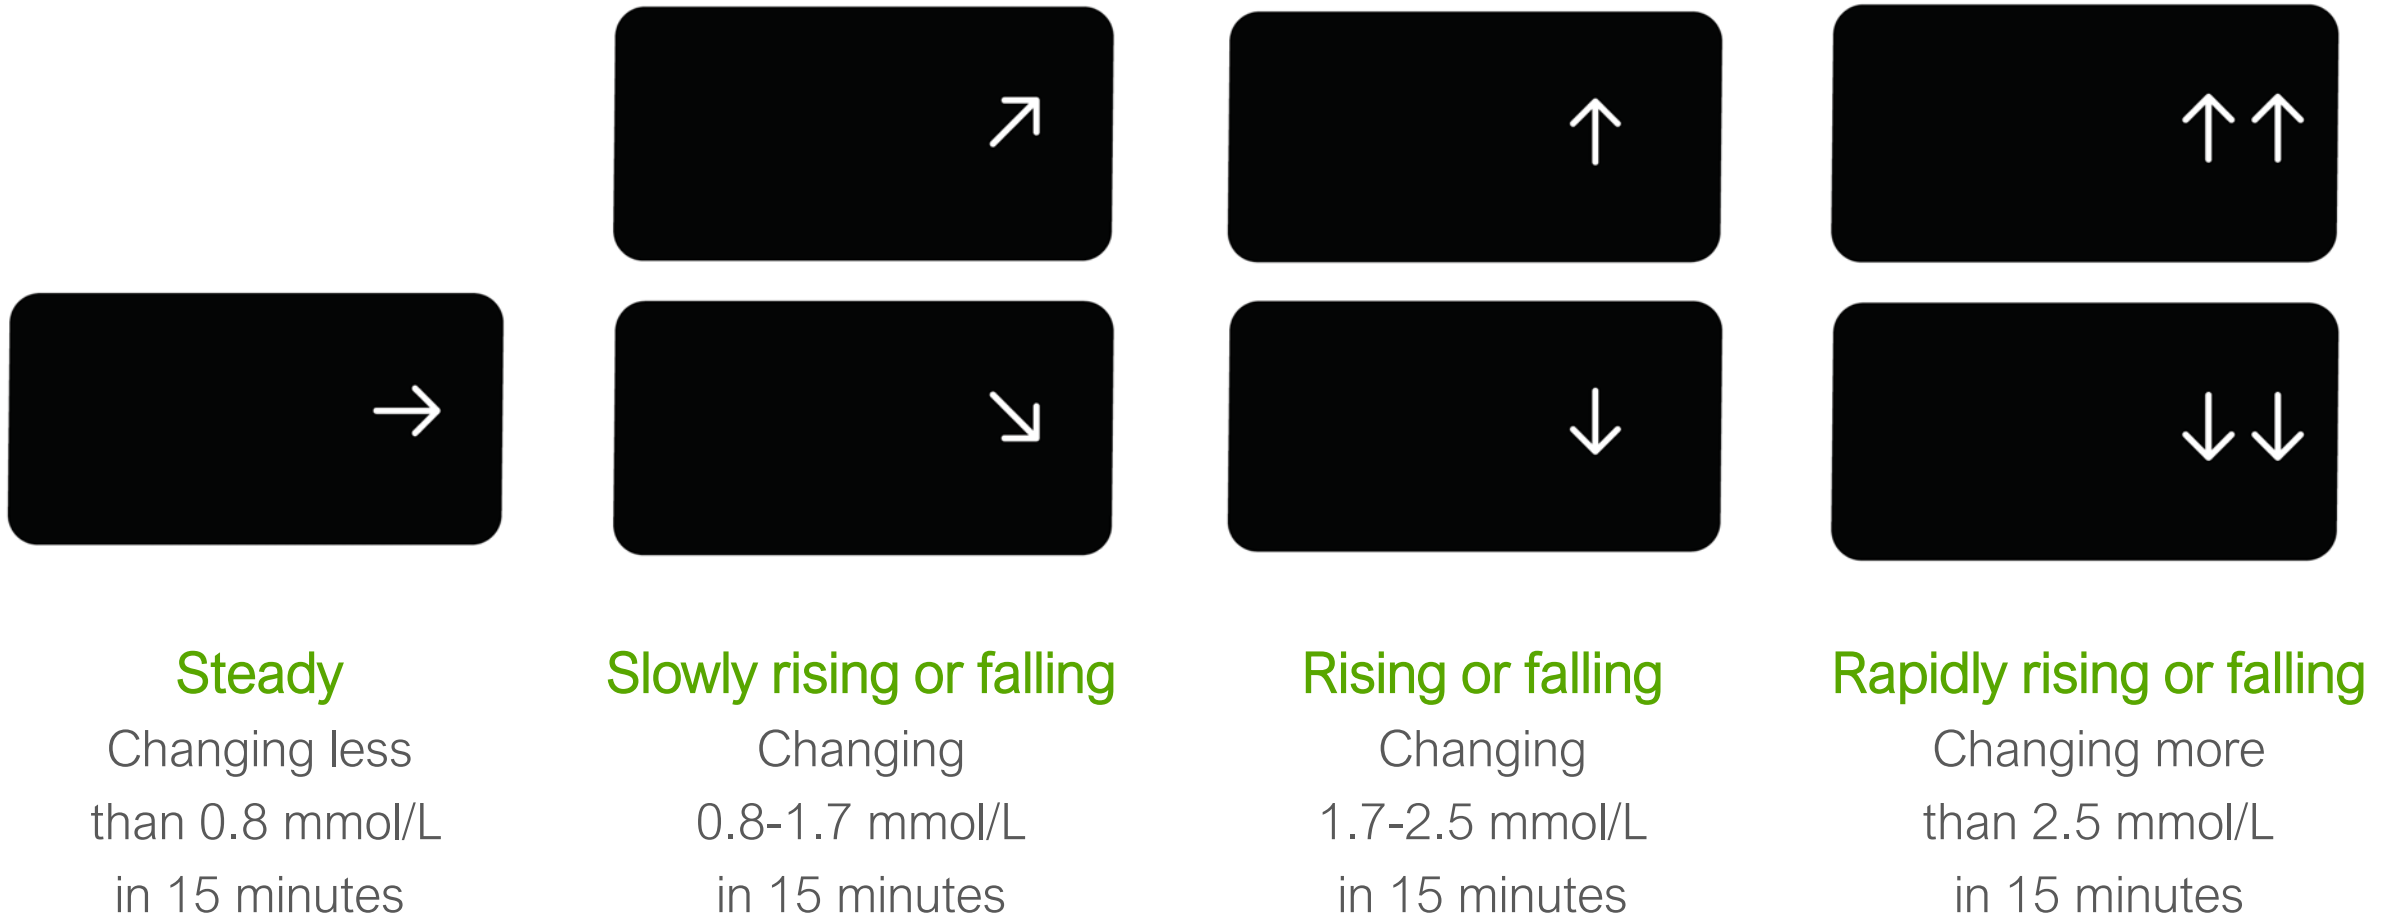 Steady
Changing less
than 0.8 mmol/L
in 15 minutes
Slowly rising or falling
Changing
0.8-1.7 mmol/L
in 15 minutes
Rising or falling
Changing
1.7-2.5 mmol/L
in 15 minutes
Rapidly rising or falling
Changing more
than 2.5 mmol/L
in 15 minutes